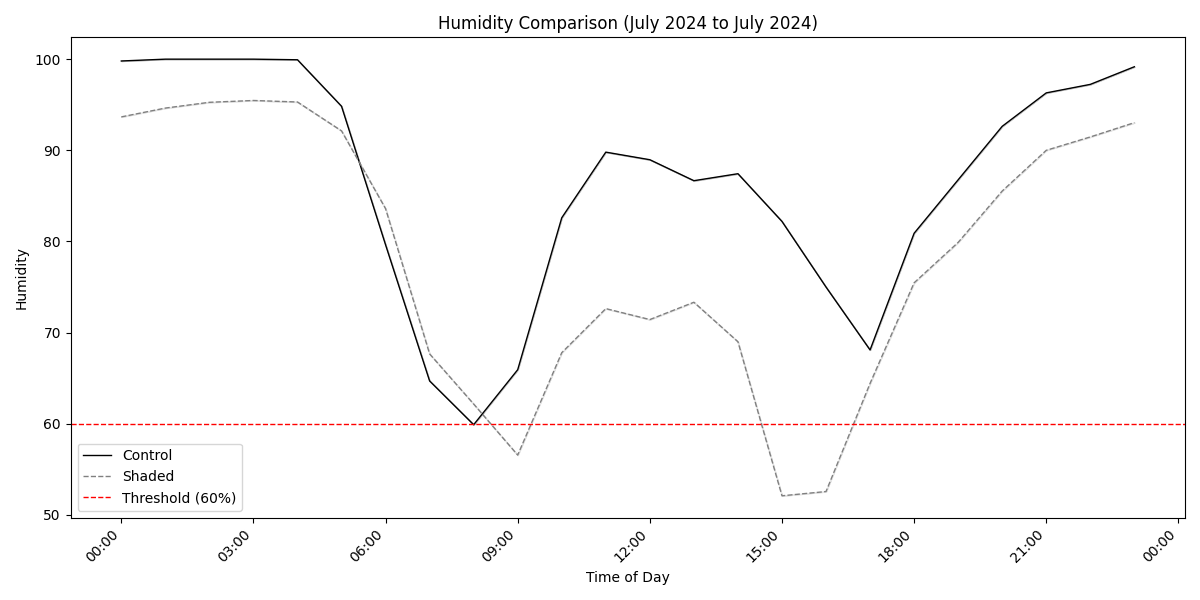 Humidity Comparison (July 2024 to July 2024)
Humidity
100
90
80
70
60
50
Control
Shaded
Threshold (60%)
00:00
03:00
06:00
09:00
12:00
15:00
18:00
21:00
00:00
Time of Day